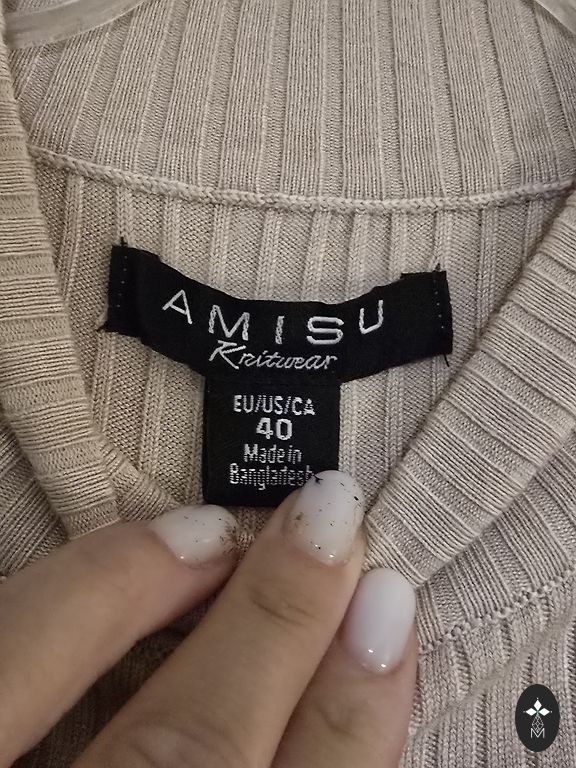 AMISU
Knitwear
EU/US/CA
40
Made in
Bangladesh
M